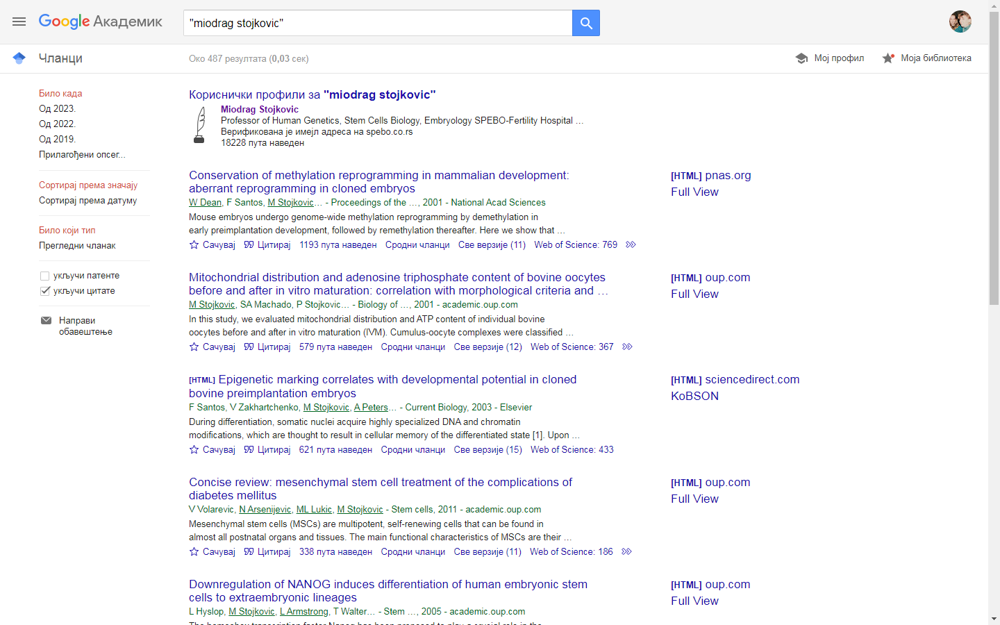 Google Академик
"miodrag stojkovic"
Чланци
Око 487 резултата (0,03 сек)
Мој профил
Моја библиотека
Било када
Од 2023.
Од 2022.
Од 2019.
Прилагођени опсег...
Сортирај према значају
Сортирај према датуму
Било који тип
Прегледни чланак
укључи патенте
укључи цитате
Направи
обавештење
Кориснички профили за "miodrag stojkovic"
Miodrag Stojkovic
Professor of Human Genetics, Stem Cells Biology, Embryology SPEBO-Fertility Hospital …
Верификована је имејл адреса на spebo.co.rs
18228 пута наведен
Conservation of methylation reprogramming in mammalian development:
aberrant reprogramming in cloned embryos
W Dean, F Santos, M Stojkovic… - Proceedings of the …, 2001 - National Acad Sciences
Mouse embryos undergo genome-wide methylation reprogramming by demethylation in
early preimplantation development, followed by remethylation thereafter. Here we show that …
Сачувај Цитирај 1193 пута наведен Сродни чланци Све верзије (11) Web of Science: 769
[HTML] pnas.org
Full View
Mitochondrial distribution and adenosine triphosphate content of bovine oocytes
before and after in vitro maturation: correlation with morphological criteria and …
M Stojkovic, SA Machado, P Stojkovic… - Biology of …, 2001 - academic.oup.com
In this study, we evaluated mitochondrial distribution and ATP content of individual bovine
oocytes before and after in vitro maturation (IVM). Cumulus-oocyte complexes were classified …
Сачувај Цитирај 579 пута наведен Сродни чланци Све верзије (12) Web of Science: 367
[HTML] oup.com
Full View
[HTML] Epigenetic marking correlates with developmental potential in cloned
bovine preimplantation embryos
F Santos, V Zakhartchenko, M Stojkovic, A Peters… - Current Biology, 2003 - Elsevier
During differentiation, somatic nuclei acquire highly specialized DNA and chromatin
modifications, which are thought to result in cellular memory of the differentiated state [1]. Upon …
Сачувај Цитирај 621 пута наведен Сродни чланци Све верзије (15) Web of Science: 433
[HTML] sciencedirect.com
KoBSON
Concise review: mesenchymal stem cell treatment of the complications of
diabetes mellitus
V Volarevic, N Arsenijevic, ML Lukic, M Stojkovic - Stem cells, 2011 - academic.oup.com
Mesenchymal stem cells (MSCs) are multipotent, self-renewing cells that can be found in
almost all postnatal organs and tissues. The main functional characteristics of MSCs are their …
Сачувај Цитирај 338 пута наведен Сродни чланци Све верзије (11) Web of Science: 186
[HTML] oup.com
Full View
Downregulation of NANOG induces differentiation of human embryonic stem
cells to extraembryonic lineages
L Hyslop, M Stojkovic, L Armstrong, T Walter… - Stem …, 2005 - academic.oup.com
[HTML] oup.com
Full View